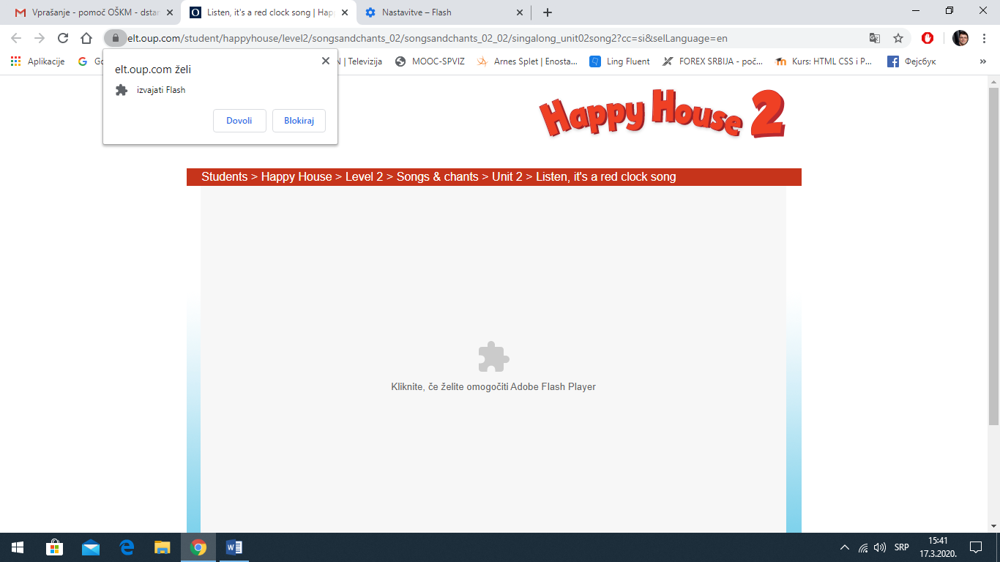 Vprašanje - pomoč OŠKM - dstan
Listen, it's a red clock song | Hap
Nastavitve – Flash
elt.oup.com/student/happyhouse/level2/songsandchants_02/songsandchants_02_02/singalong_unit02song2?cc=si&selLanguage=en
Aplikacije
N | Televizija
MOOC-SPVIZ
Arnes Splet | Enosta...
Ling Fluent
FOREX SRBIJA - poč...
Kurs: HTML CSS i P...
Фејсбук
»
elt.oup.com želi
izvajati Flash
Dovoli
Blokiraj
Happy House 2
Students > Happy House > Level 2 > Songs & chants > Unit 2 > Listen, it's a red clock song
Kliknite, če želite omogočiti Adobe Flash Player
SRP
15:41
17.3.2020.